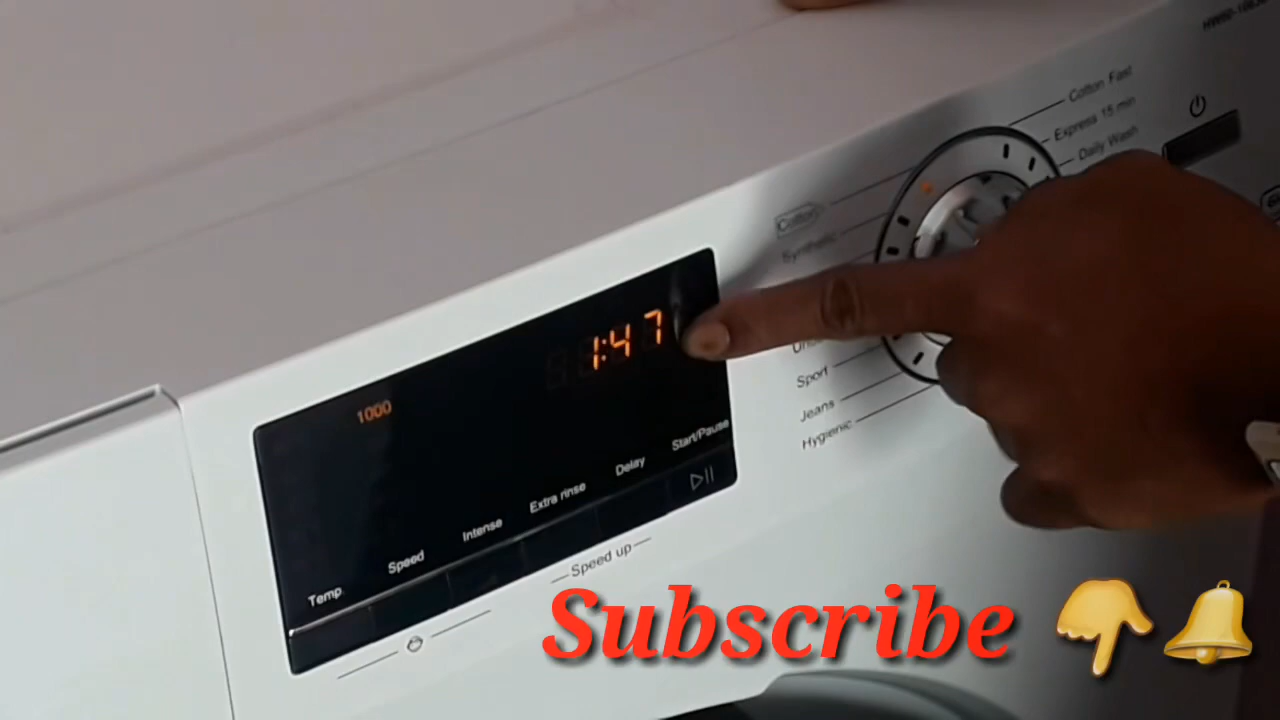 Cotton Fast
Express 15 min
Daily Wash
Cotton
Synthetic
1:47
1000
Sport
Jeans
Hygienic
Start/Pause
Delay
Extra rinse
Intense
Speed
Temp
Speed up
Subscribe